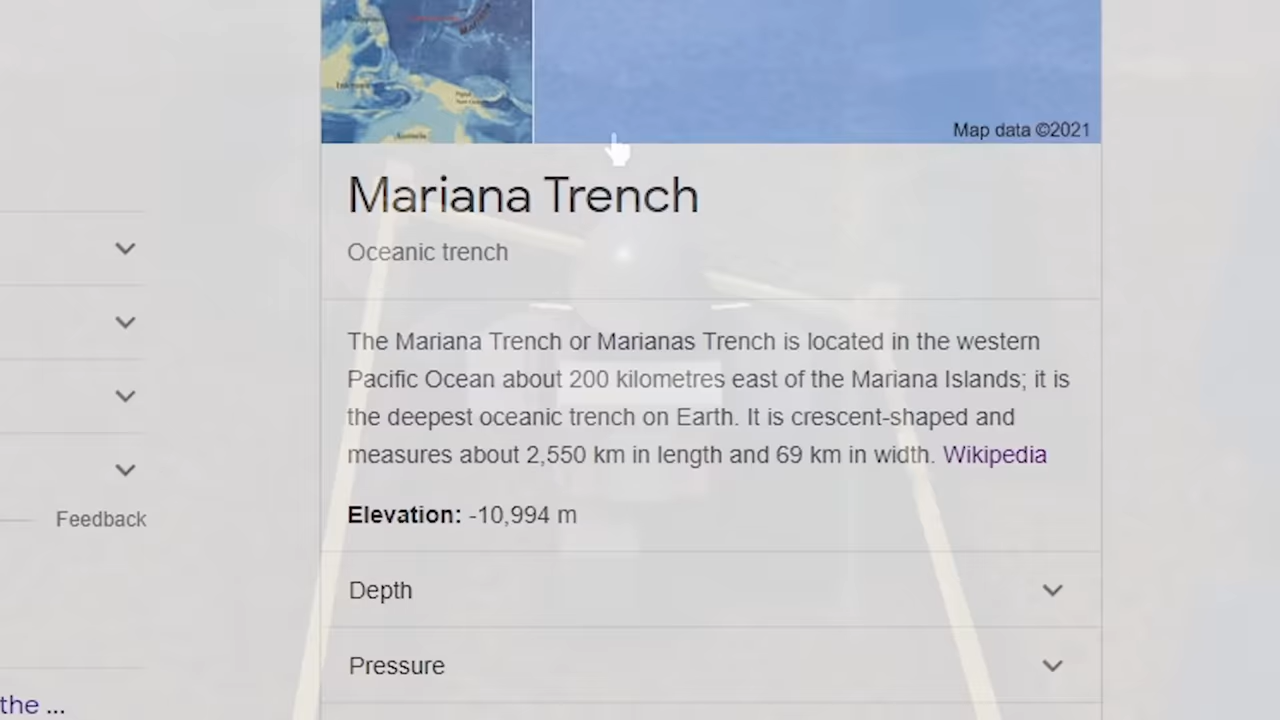 Map data ©2021
Mariana Trench
Oceanic trench
The Mariana Trench or Marianas Trench is located in the western
Pacific Ocean about 200 kilometres east of the Mariana Islands; it is
the deepest oceanic trench on Earth. It is crescent-shaped and
measures about 2,550 km in length and 69 km in width. Wikipedia
Elevation: -10,994 m
Feedback
Depth
Pressure
the ...